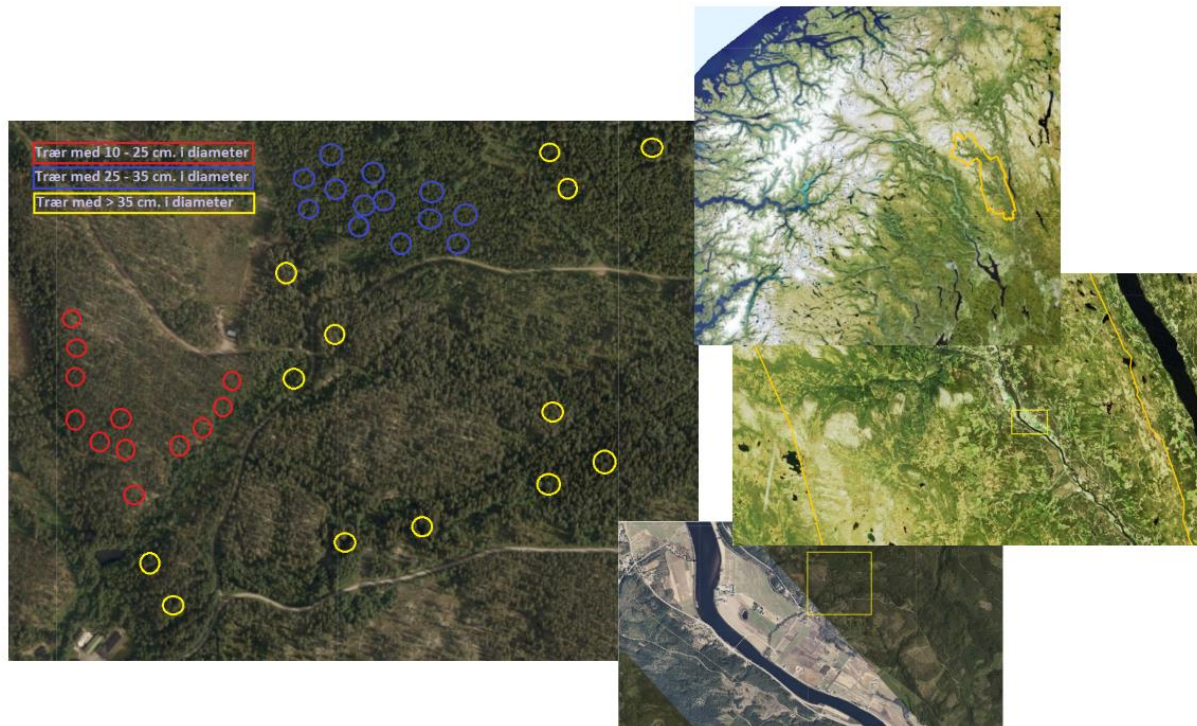 Trær med 10 - 25 cm. i diameter
Trær med 25 - 35 cm. i diameter
Trær med > 35 cm. i diameter